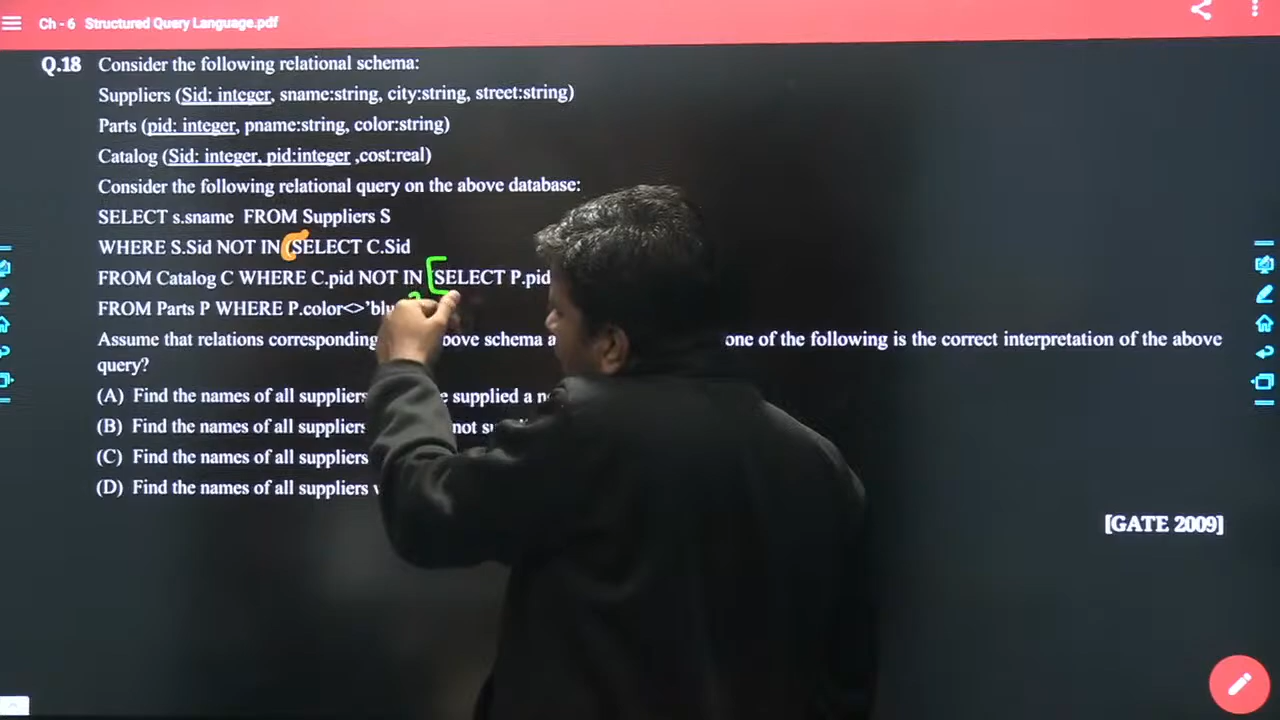 Ch - 6 Structured Query Language.pdf
Q.18 Consider the following relational schema:
Suppliers (Sid: integer, sname:string, city:string, street:string)
Parts (pid: integer, pname:string, color:string)
Catalog (Sid: integer, pid:integer ,cost:real)
Consider the following relational query on the above database:
SELECT s.sname FROM Suppliers S
WHERE S.Sid NOT IN (SELECT C.Sid
FROM Catalog C WHERE C.pid NOT IN (SELECT P.pid
FROM Parts P WHERE P.color<>'blu
Assume that relations corresponding schema one of the following is the correct interpretation of the above
query?
(A) Find the names of all suppliers supplied a
(B) Find the names of all suppliers not
(C) Find the names of all suppliers
(D) Find the names of all suppliers
[GATE 2009]